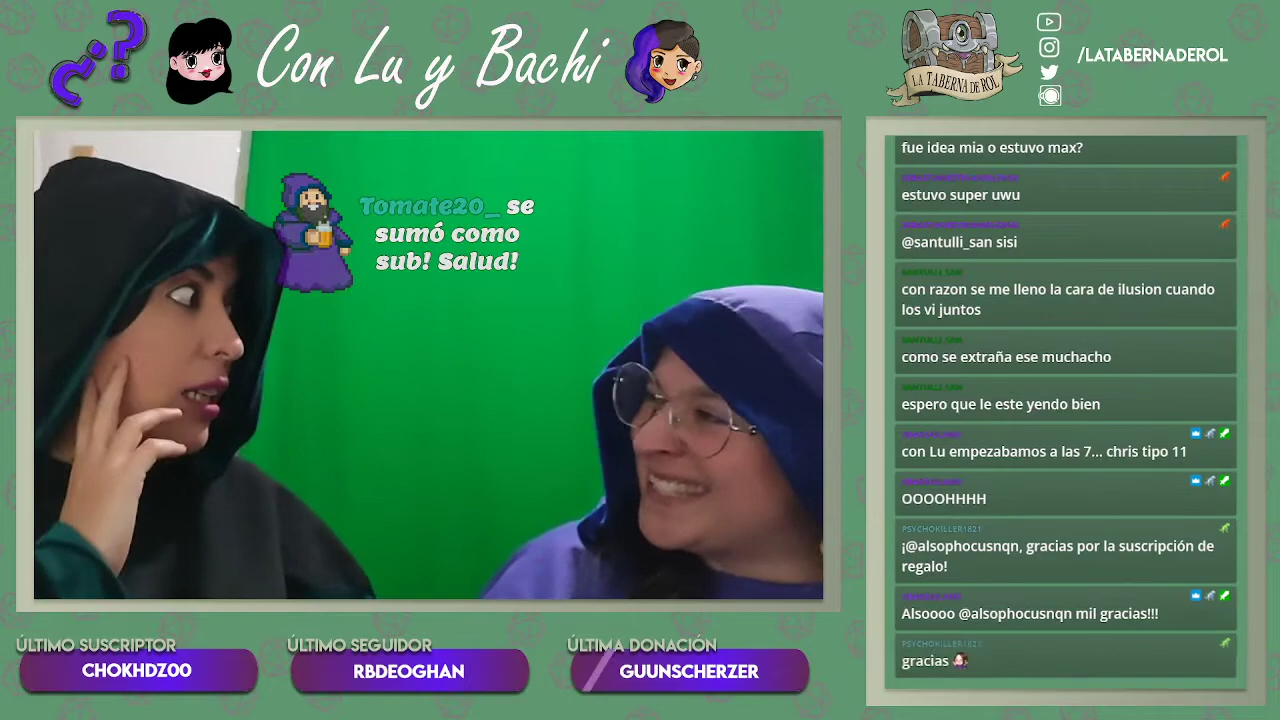 ¿?
Con Lu y Bachi
LA TABERNA DE ROL
/LATABERNADEROL
Tomate20_ se
sumó como
sub! Salud!
fue idea mia o estuvo max?
estuvo super uwu
@santulli_san sisi
SANTULLI_SAN
con razon se me lleno la cara de ilusion cuando
los vi juntos
SANTULLI_SAN
como se extraña ese muchacho
SANTULLI_SAN
espero que le este yendo bien
con Lu empezabamos a las 7... chris tipo 11
OOOOHHHH
PSYCHOKILLER1821
¡@alsophocusnqn, gracias por la suscripción de
regalo!
Alsoooo @alsophocusnqn mil gracias!!!
PSYCHOKILLER1821
gracias
ÚLTIMO SUSCRIPTOR
CHOKHDZ00
ÚLTIMO SEGUIDOR
RBDEOGHAN
ÚLTIMA DONACIÓN
GUUNSCHERZER